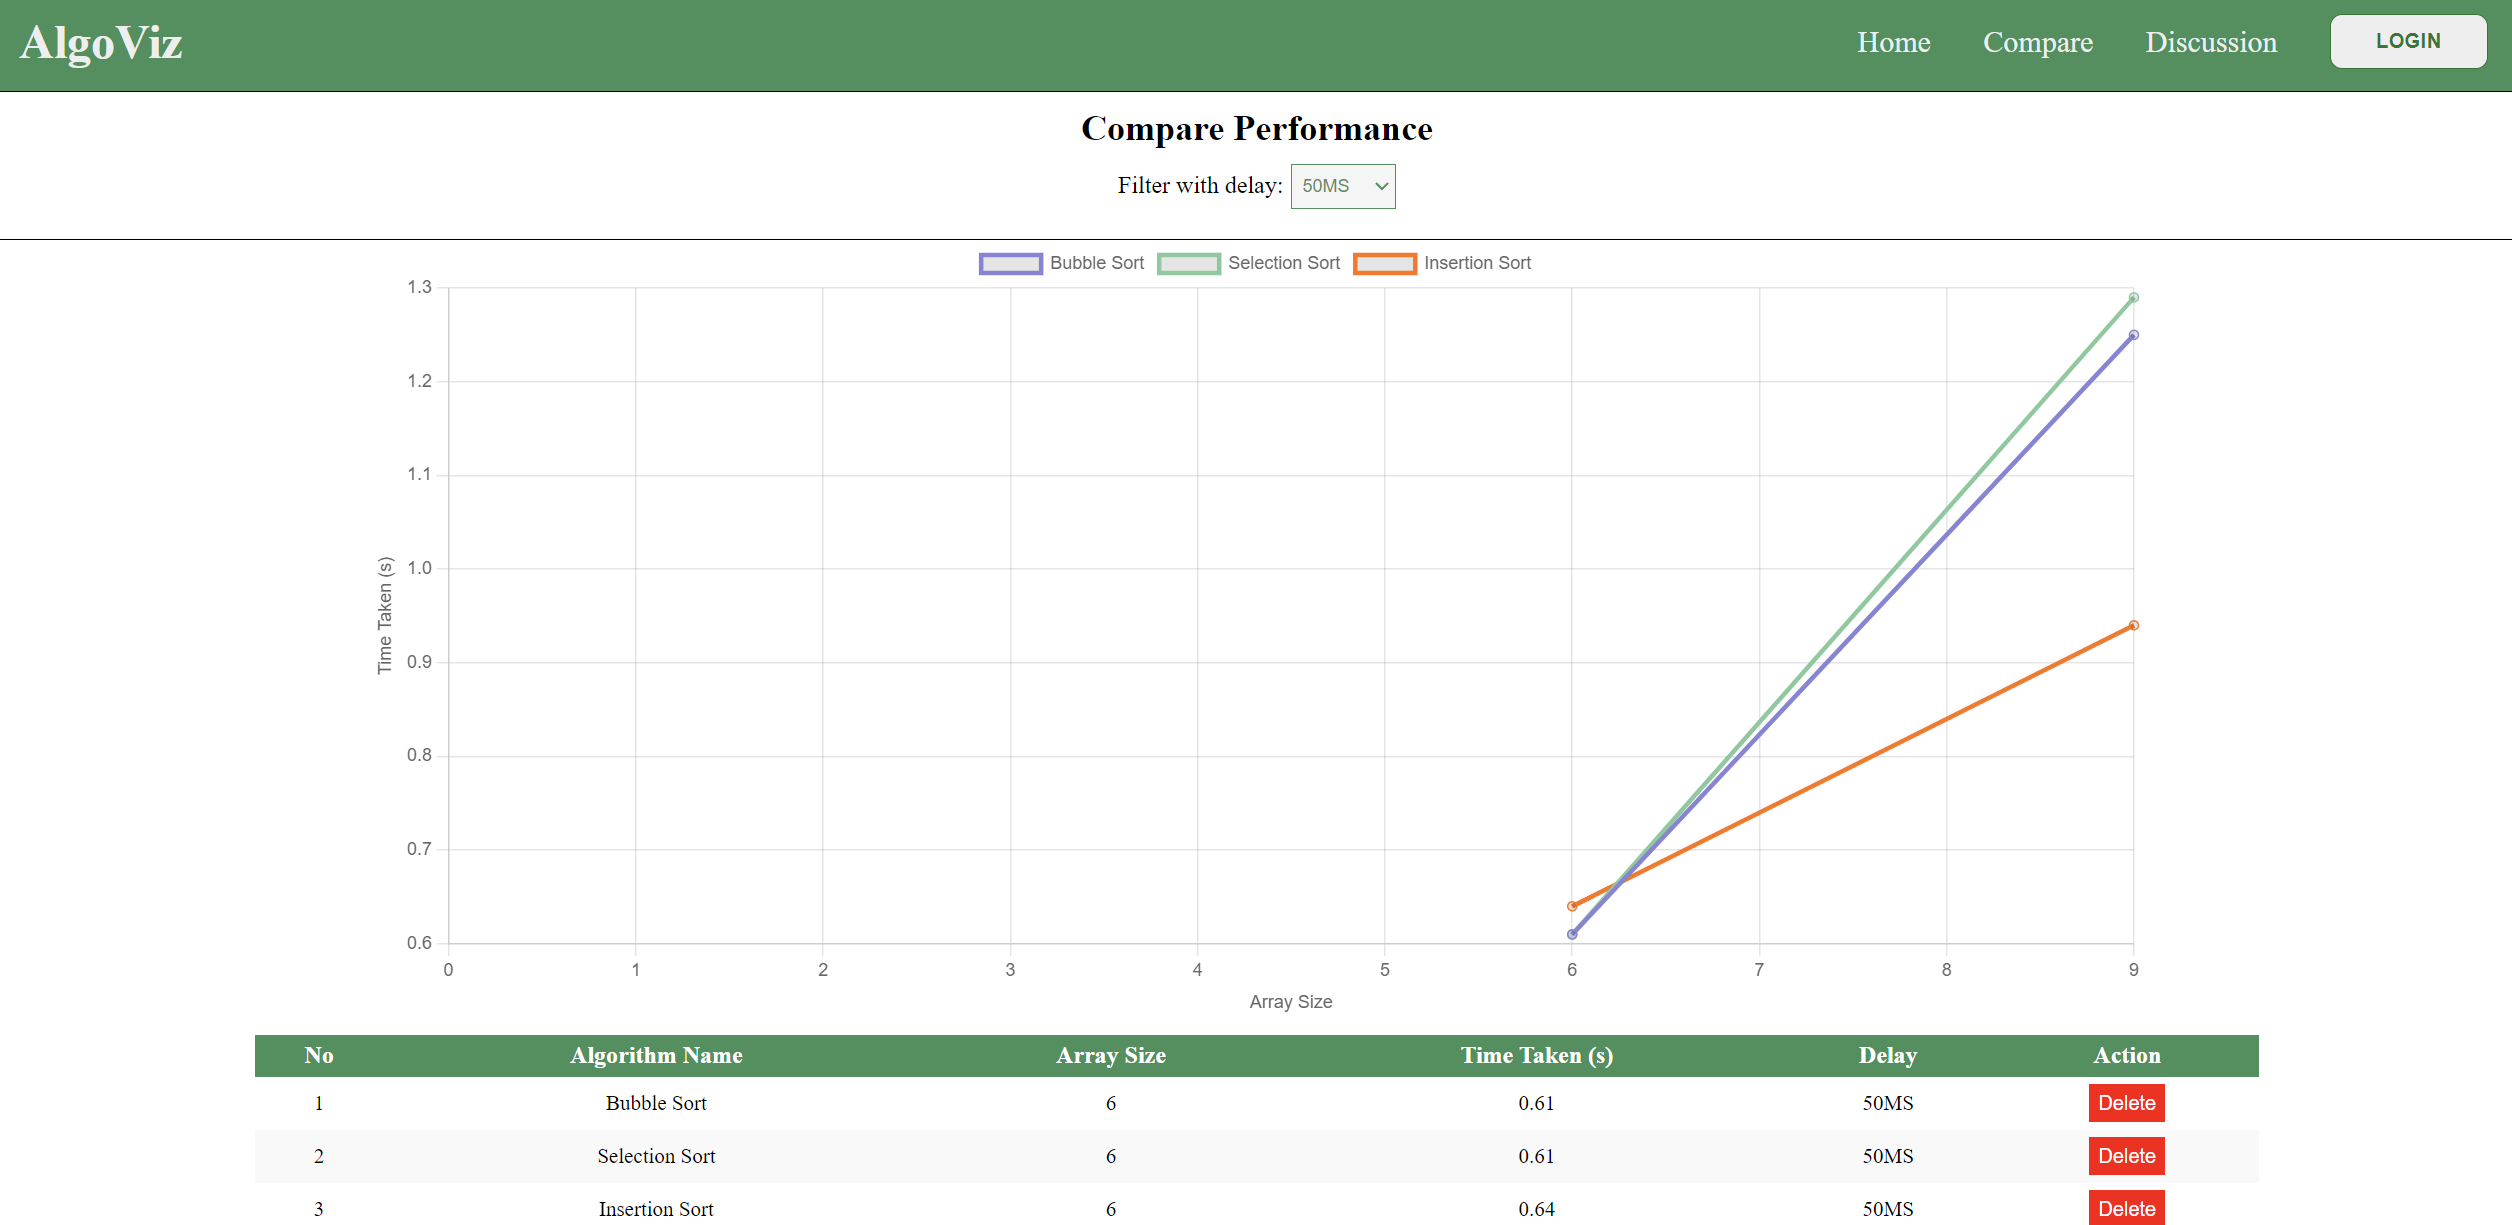 AlgoViz
Home Compare Discussion LOGIN
Compare Performance
Filter with delay: 50MS
Bubble Sort Selection Sort Insertion Sort
1.3
1.2
1.1
1.0
0.9
0.8
0.7
0.6
Time Taken (s)
0 1 2 3 4 5 6 7 8 9
Array Size
No Algorithm Name Array Size Time Taken (s) Delay Action
1 Bubble Sort 6 0.61 50MS Delete
2 Selection Sort 6 0.61 50MS Delete
3 Insertion Sort 6 0.64 50MS Delete